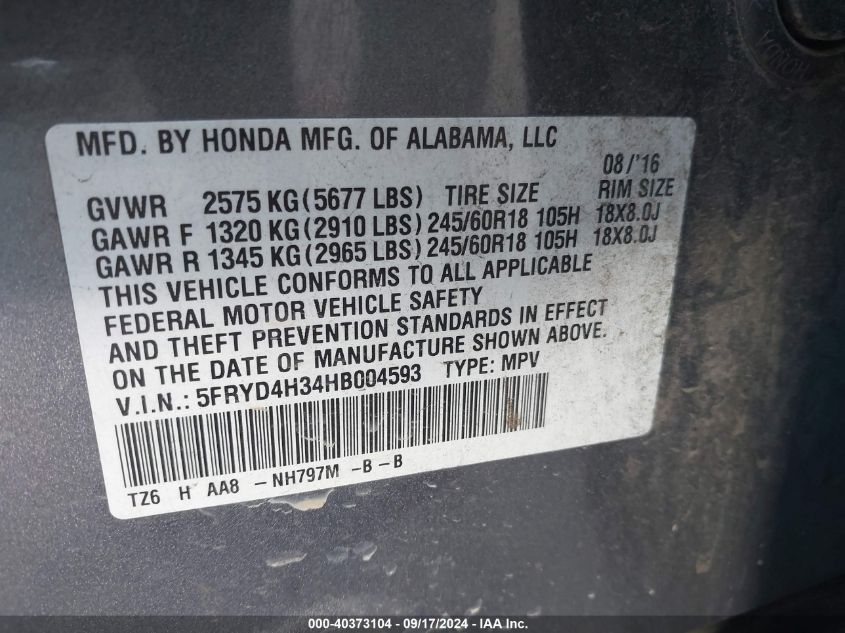 MFD. BY HONDA MFG. OF ALABAMA, LLC
08/'16
GVWR 2575 KG (5677 LBS) TIRE SIZE RIM SIZE
GAWR F 1320 KG (2910 LBS) 245/60R18 105H 18X8.0J
GAWR R 1345 KG (2965 LBS) 245/60R18 105H 18X8.0J
THIS VEHICLE CONFORMS TO ALL APPLICABLE
FEDERAL MOTOR VEHICLE SAFETY
AND THEFT PREVENTION STANDARDS IN EFFECT
ON THE DATE OF MANUFACTURE SHOWN ABOVE.
V.I.N.: 5FRYD4H34HB004593 TYPE: MPV
TZ6 H AA8 - NH797M -B-B
000-40373104 - 09/17/2024 - IAA Inc.